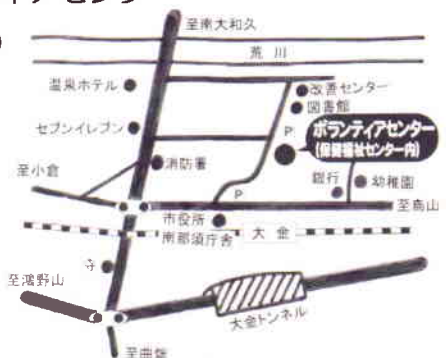 至南大和久
荒川
温泉ホテル
改善センター
図書館
P
ボランティアセンター
(保健福祉センター内)
セブンイレブン
消防署
至小倉
銀行
幼稚園
P
至烏山
市役所
南那須庁舎
大金
寺
至鴻野山
大金トンネル
至曲畑